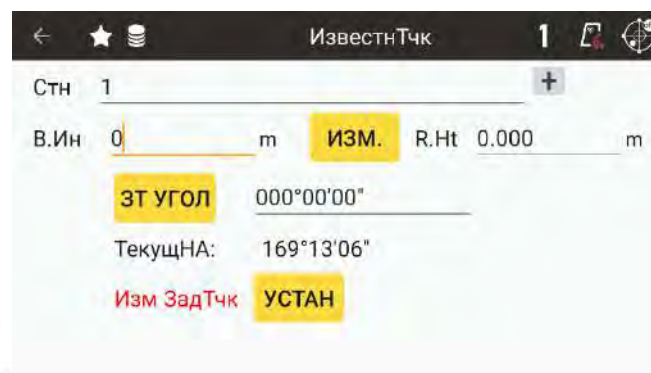 ИзвестнТчк 1
Стн 1 +
В.Ин 0 m ИЗМ. R.Ht 0.000 m
ЗТ УГОЛ 000°00'00"
ТекущHA: 169°13'06"
Изм ЗадТчк УСТАН